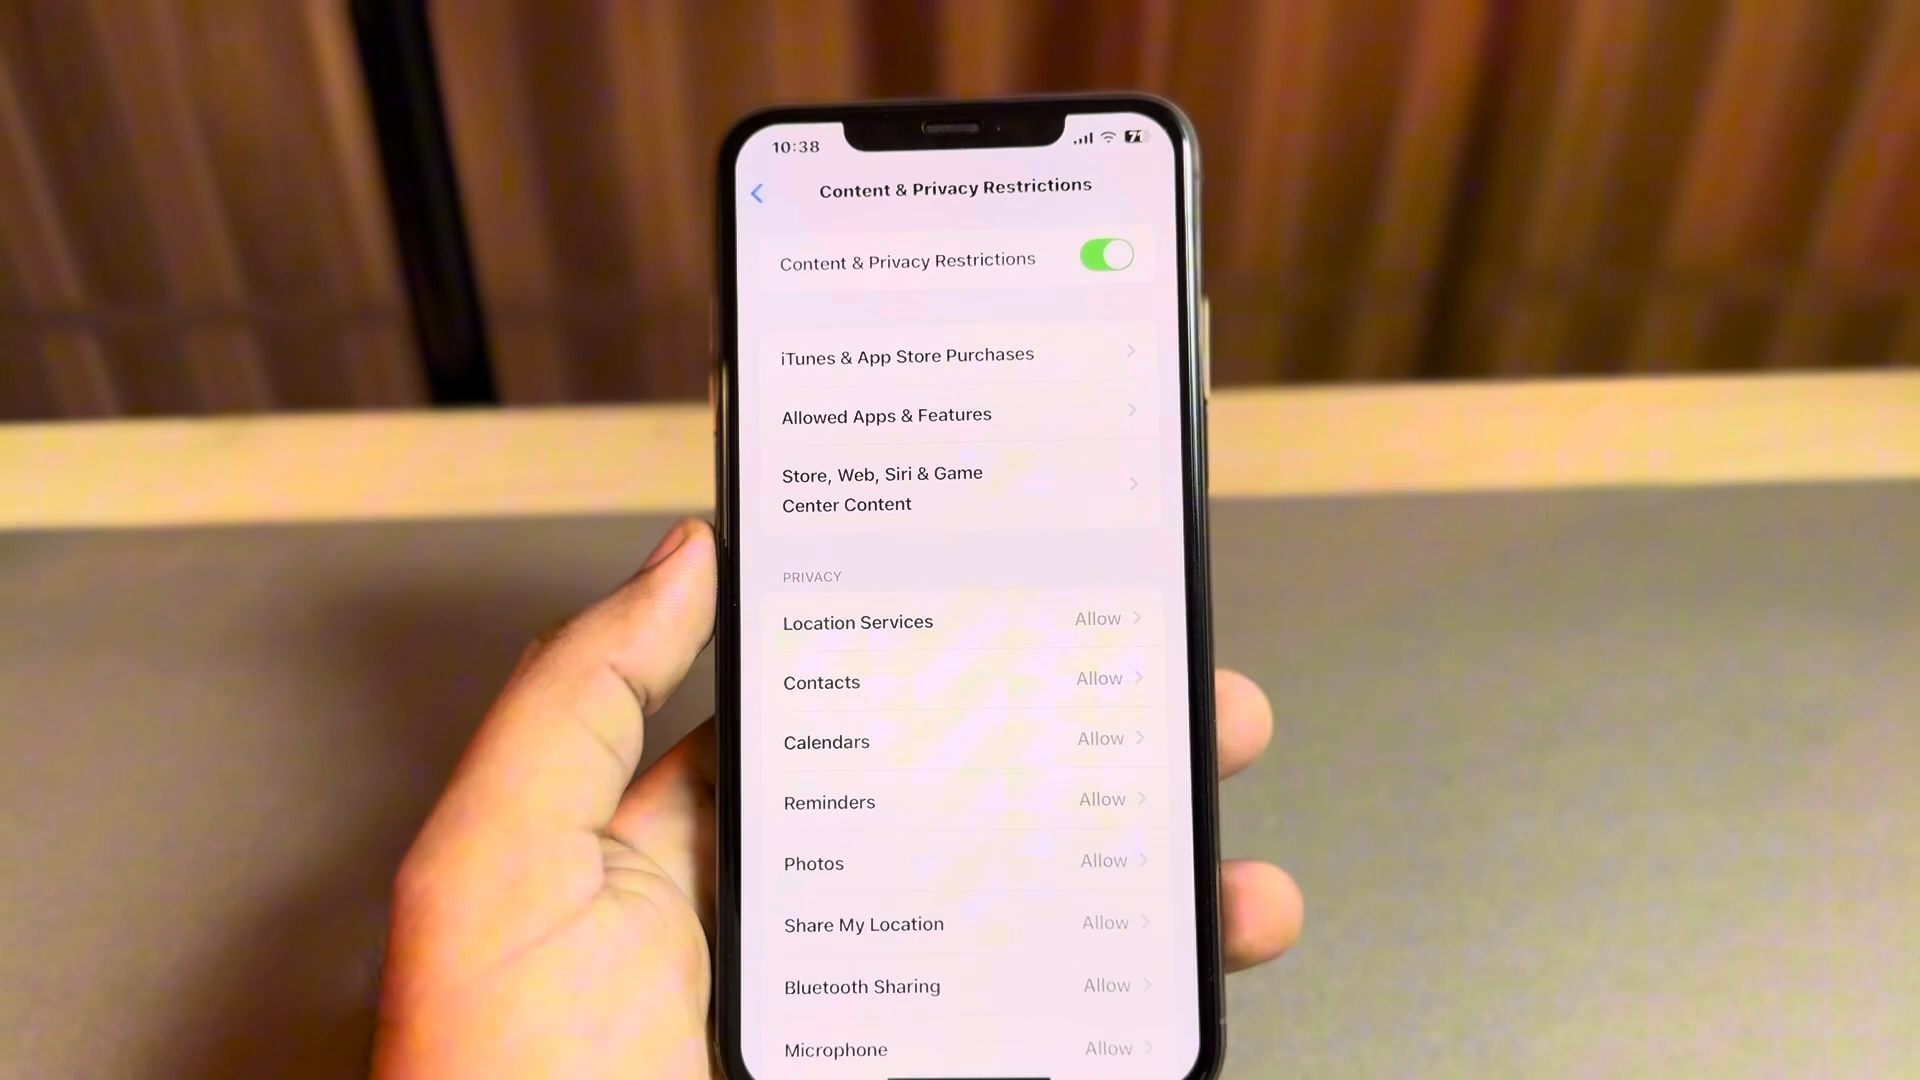 10:38
71
Content & Privacy Restrictions
Content & Privacy Restrictions
iTunes & App Store Purchases
Allowed Apps & Features
Store, Web, Siri & Game
Center Content
PRIVACY
Location Services Allow
Contacts Allow
Calendars Allow
Reminders Allow
Photos Allow
Share My Location Allow
Bluetooth Sharing Allow
Microphone Allow